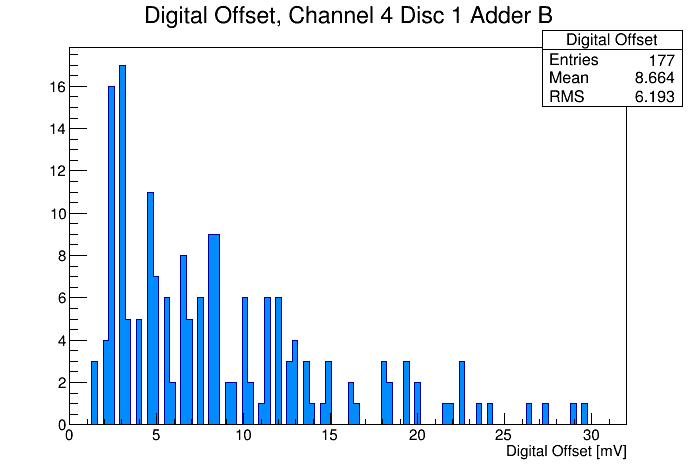 Digital Offset, Channel 4 Disc 1 Adder B
Digital Offset
Entries 177
Mean 8.664
RMS 6.193
16
14
12
10
8
6
4
2
0
0 5 10 15 20 25 30
Digital Offset [mV]